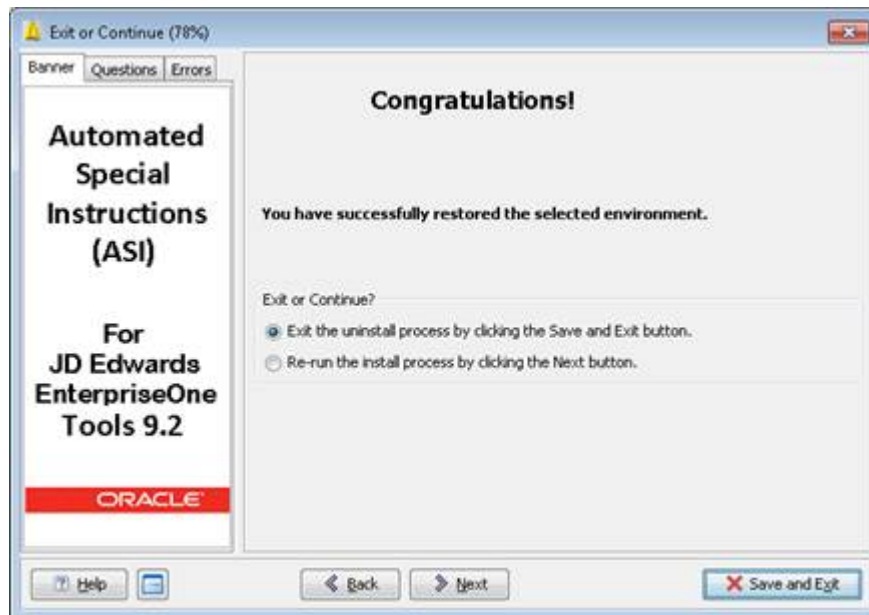 Exit or Continue (78%)
Banner
Questions
Errors
Automated
Special
Instructions
(ASI)
For
JD Edwards
EnterpriseOne
Tools 9.2
ORACLE
Congratulations!
You have successfully restored the selected environment.
Exit or Continue?
Exit the uninstall process by clicking the Save and Exit button.
Re-run the install process by clicking the Next button.
Help
Back
Next
Save and Exit